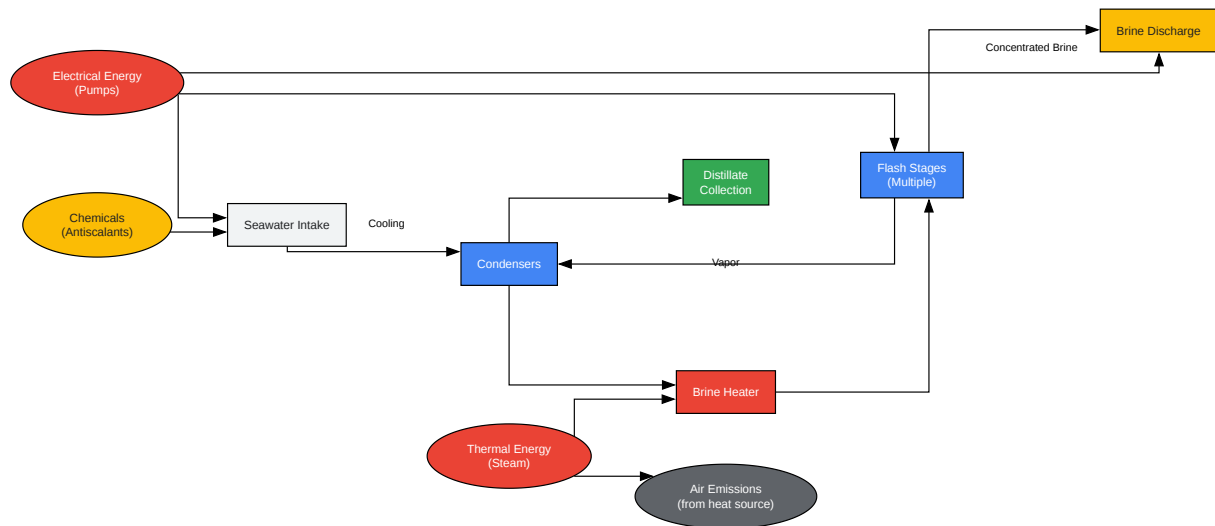 Brine Discharge
Concentrated Brine
Electrical Energy
(Pumps)
Flash Stages
(Multiple)
Distillate
Collection
Chemicals
(Antiscalants)
Seawater Intake
Cooling
Condensers
Vapor
Brine Heater
Thermal Energy
(Steam)
Air Emissions
(from heat source)